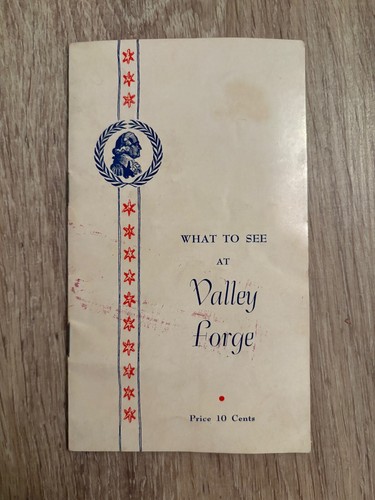 WHAT TO SEE
AT
Valley
Forge
Price 10 Cents